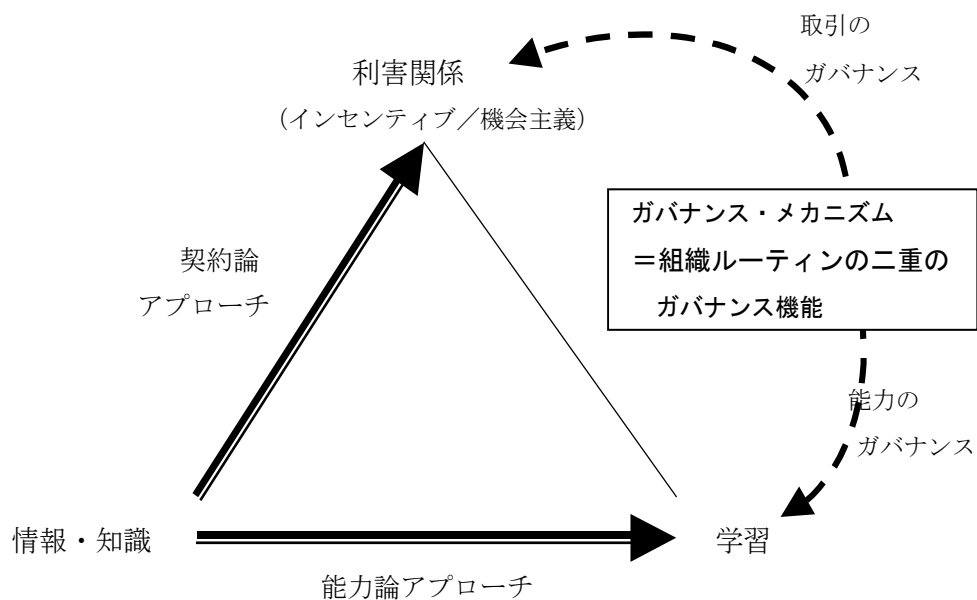 取引の
ガバナンス
利害関係
（インセンティブ／機会主義）
ガバナンス・メカニズム
＝組織ルーティンの二重の
ガバナンス機能
契約論
アプローチ
能力の
ガバナンス
情報・知識
学習
能力論アプローチ